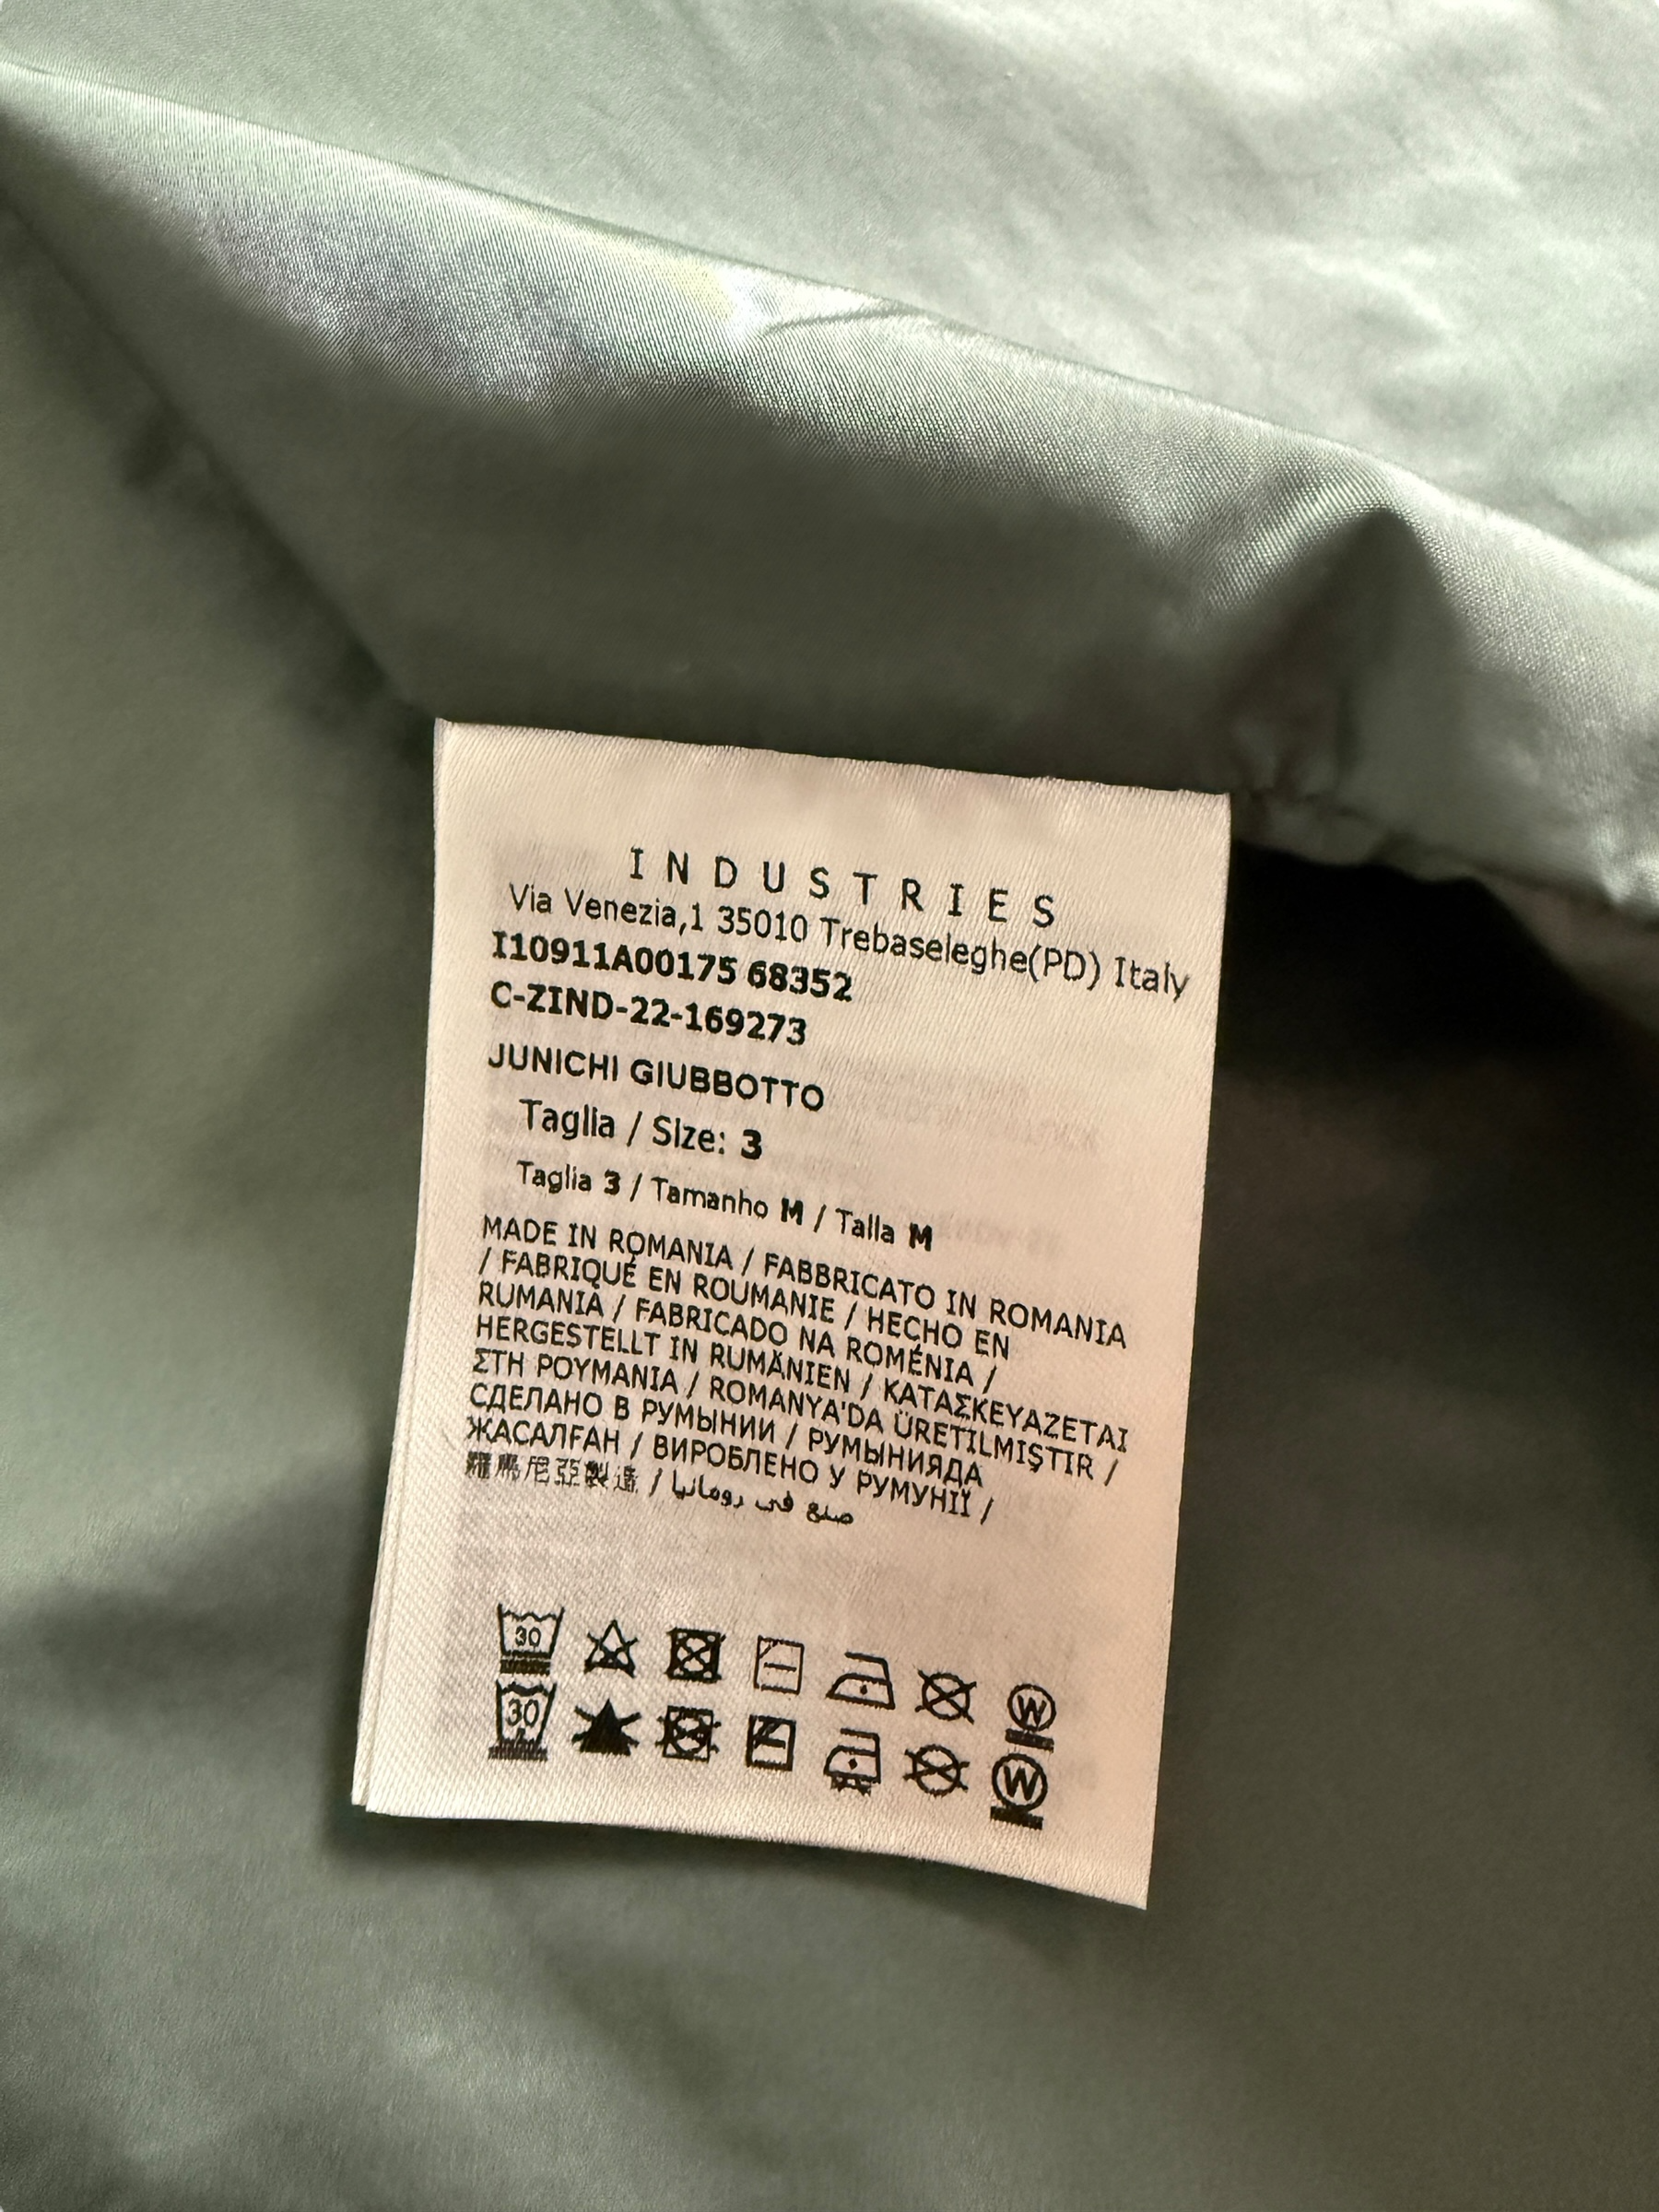 INDUSTRIES
Via Venezia,1 35010 Trebaseleghe(PD) Italy
I10911A00175 68352
C-ZIND-22-169273
JUNICHI GIUBBOTTO
Taglia / Size: 3
Taglia 3 / Tamanho M / Talla M
MADE IN ROMANIA / FABBRICATO IN ROMANIA
/ FABRIQUÉ EN ROUMANIE / HECHO EN
RUMANIA / FABRICADO NA ROMÉNIA /
HERGESTELLT IN RUMÄNIEN / ΚΑΤΑΣΚΕΥΑΖΕΤΑΙ
ΣΤΗ ΡΟΥΜΑΝΙΑ / ROMANYA'DA ÜRETILMIŞTIR /
СДЕЛАНО В РУМЫНИИ / РУМЫНИЯДА
ЖАСАЛҒАН / ВИРОБЛЕНО У РУМУНІЇ /
羅馬尼亞製造 / صنع في رومانيا
30 W
30 W